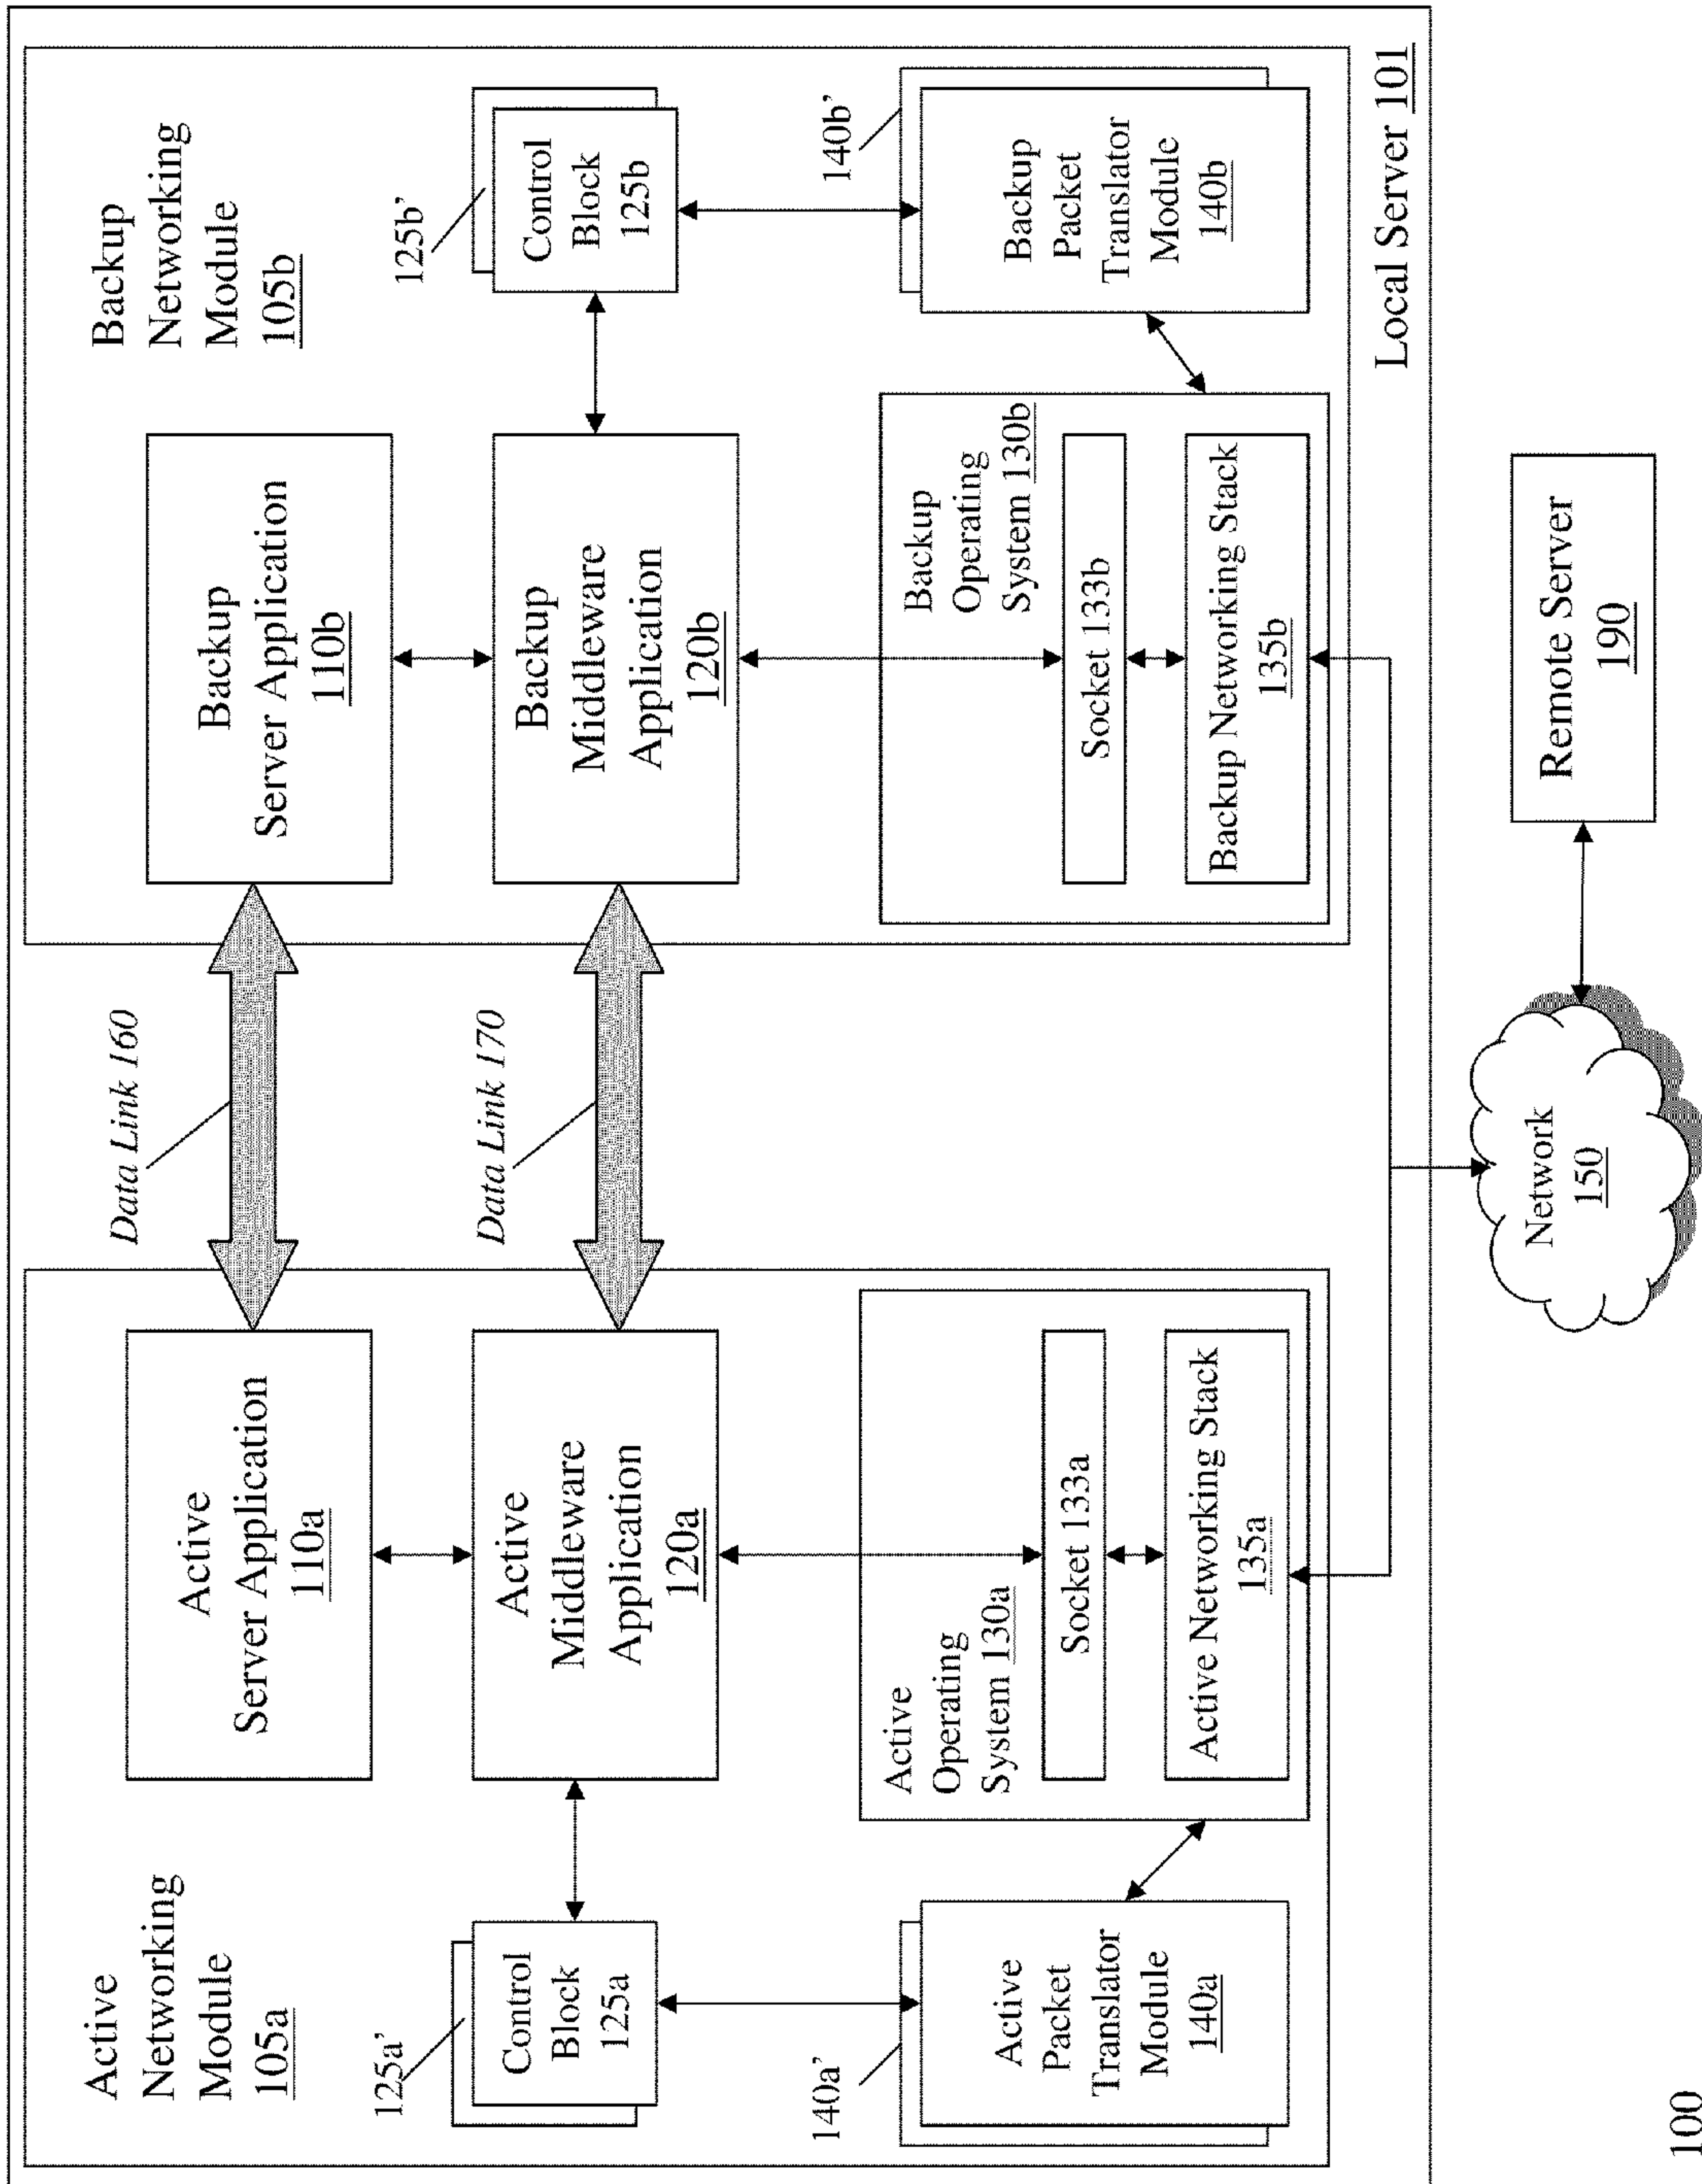 Active
Networking
Module
105a
Active
Server Application
110a
Data Link 160
Backup
Server Application
110b
Backup
Networking
Module
105b
125a’
Control
Block
125a
Active
Middleware
Application
120a
Data Link 170
Backup
Middleware
Application
120b
125b’
Control
Block
125b
140a’
Active
Packet
Translator
Module
140a
Active
Operating
System 130a
Socket 133a
Active Networking Stack
135a
Backup
Operating
System 130b
Socket 133b
Backup Networking Stack
135b
140b’
Backup
Packet
Translator
Module
140b
Local Server 101
Network
150
Remote Server
190
100